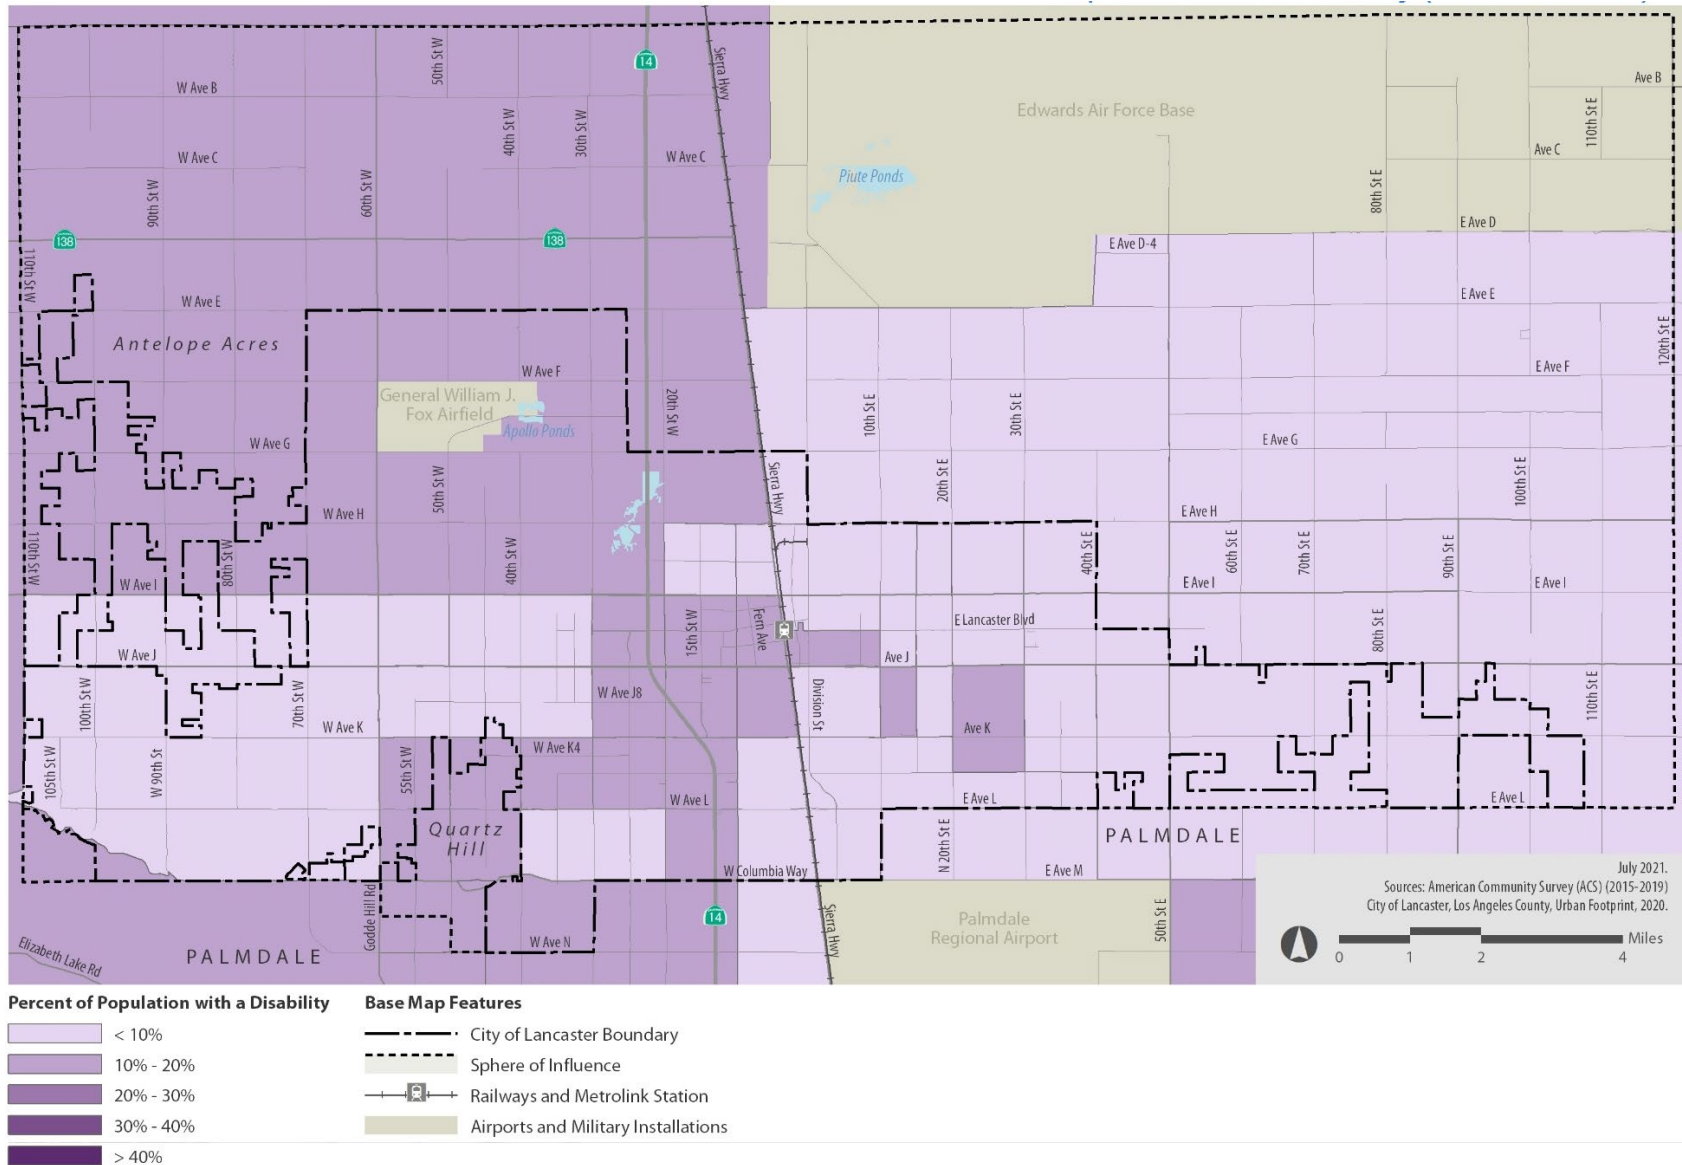 14
Sierra Hwy
50th St W
W Ave B
Ave B
Edwards Air Force Base
110th St E
40th St W
30th St W
W Ave C
W Ave C
Ave C
Piute Ponds
90th St W
60th St W
80th St E
E Ave D
138
138
E Ave D-4
110th St W
W Ave E
E Ave E
Antelope Acres
120th St E
W Ave F
E Ave F
General William J.
Fox Airfield
20th St W
10th St E
30th St E
Apollo Ponds
W Ave G
E Ave G
50th St W
Sierra Hwy
20th St E
100th St E
W Ave H
E Ave H
110th St W
80th St W
40th St W
40th St E
60th St E
70th St E
90th St E
W Ave I
E Ave I
E Ave I
15th St W
Fern Ave
E Lancaster Blvd
80th St E
W Ave J
Ave J
100th St W
70th St W
W Ave J8
Division St
110th St E
W Ave K
Ave K
105th St W
W 90th St
55th St W
W Ave K4
W Ave L
E Ave L
E Ave L
Quartz
Hill
N 20th St E
PALMDALE
W Columbia Way
E Ave M
Godde Hill Rd
14
Sierra Hwy
Palmdale
Regional Airport
50th St E
W Ave N
PALMDALE
Elizabeth Lake Rd
July 2021.
Sources: American Community Survey (ACS) (2015-2019)
City of Lancaster, Los Angeles County, Urban Footprint, 2020.
Miles
0 1 2 4
Percent of Population with a Disability
< 10%
10% - 20%
20% - 30%
30% - 40%
> 40%
Base Map Features
City of Lancaster Boundary
Sphere of Influence
Railways and Metrolink Station
Airports and Military Installations